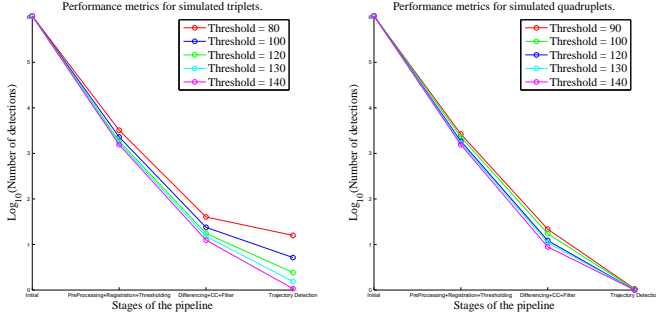 Performance metrics for simulated triplets.
Threshold = 80
Threshold = 100
Threshold = 120
Threshold = 130
Threshold = 140
Log10(Number of detections)
6
5
4
3
2
1
0
Initial
PreProcessing+Registration+Thresholding
Differencing+CC+Filter
Trajectory Detection
Stages of the pipeline
Performance metrics for simulated quadruplets.
Threshold = 90
Threshold = 100
Threshold = 120
Threshold = 130
Threshold = 140
Log10(Number of detections)
6
5
4
3
2
1
0
Initial
PreProcessing+Registration+Thresholding
Differencing+CC+Filter
Trajectory Detection
Stages of the pipeline